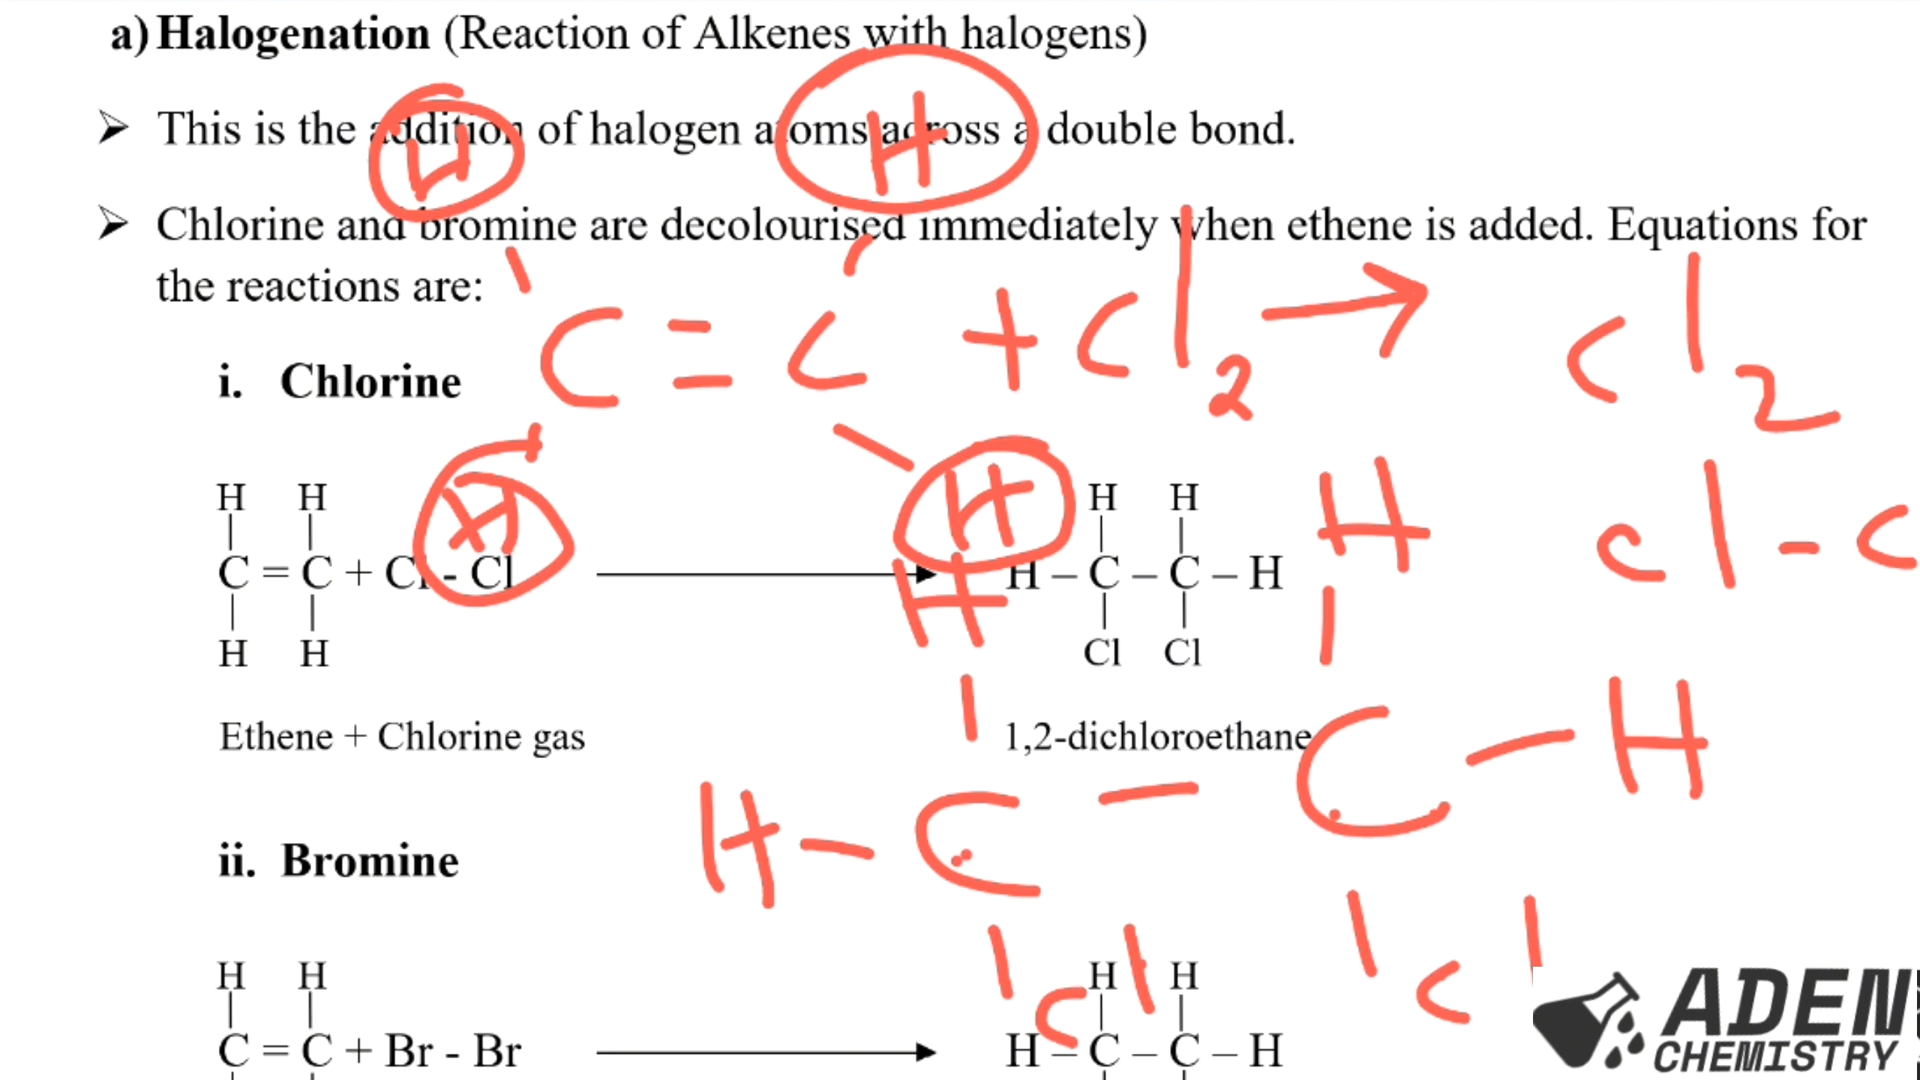 a) Halogenation (Reaction of Alkenes with halogens)
➢ This is the addition of halogen atoms across a double bond.
➢ Chlorine and bromine are decolourised immediately when ethene is added. Equations for
the reactions are:
H H
C = C + Cl2 → Cl2
i. Chlorine
H H H H H H H
Cl - C
C = C + Cl - Cl H – C – C – H
H
H H Cl Cl
Ethene + Chlorine gas 1,2-dichloroethane
H – C – C – H
Cl Cl
ii. Bromine
H H H H
C = C + Br - Br H – C – C – H
ADEN
CHEMISTRY